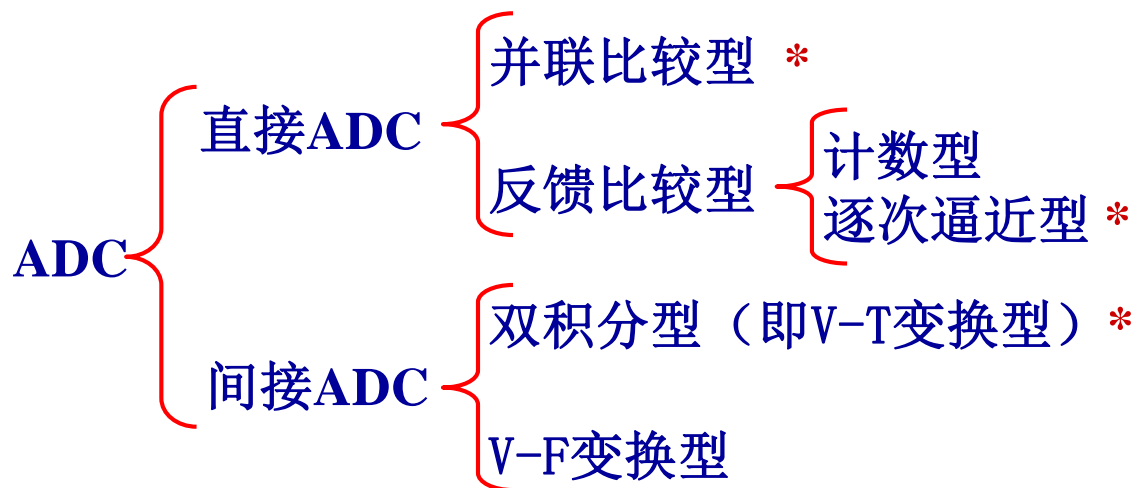 并联比较型 *
直接ADC
反馈比较型
计数型
逐次逼近型 *
ADC
双积分型（即V-T变换型）*
间接ADC
V-F变换型